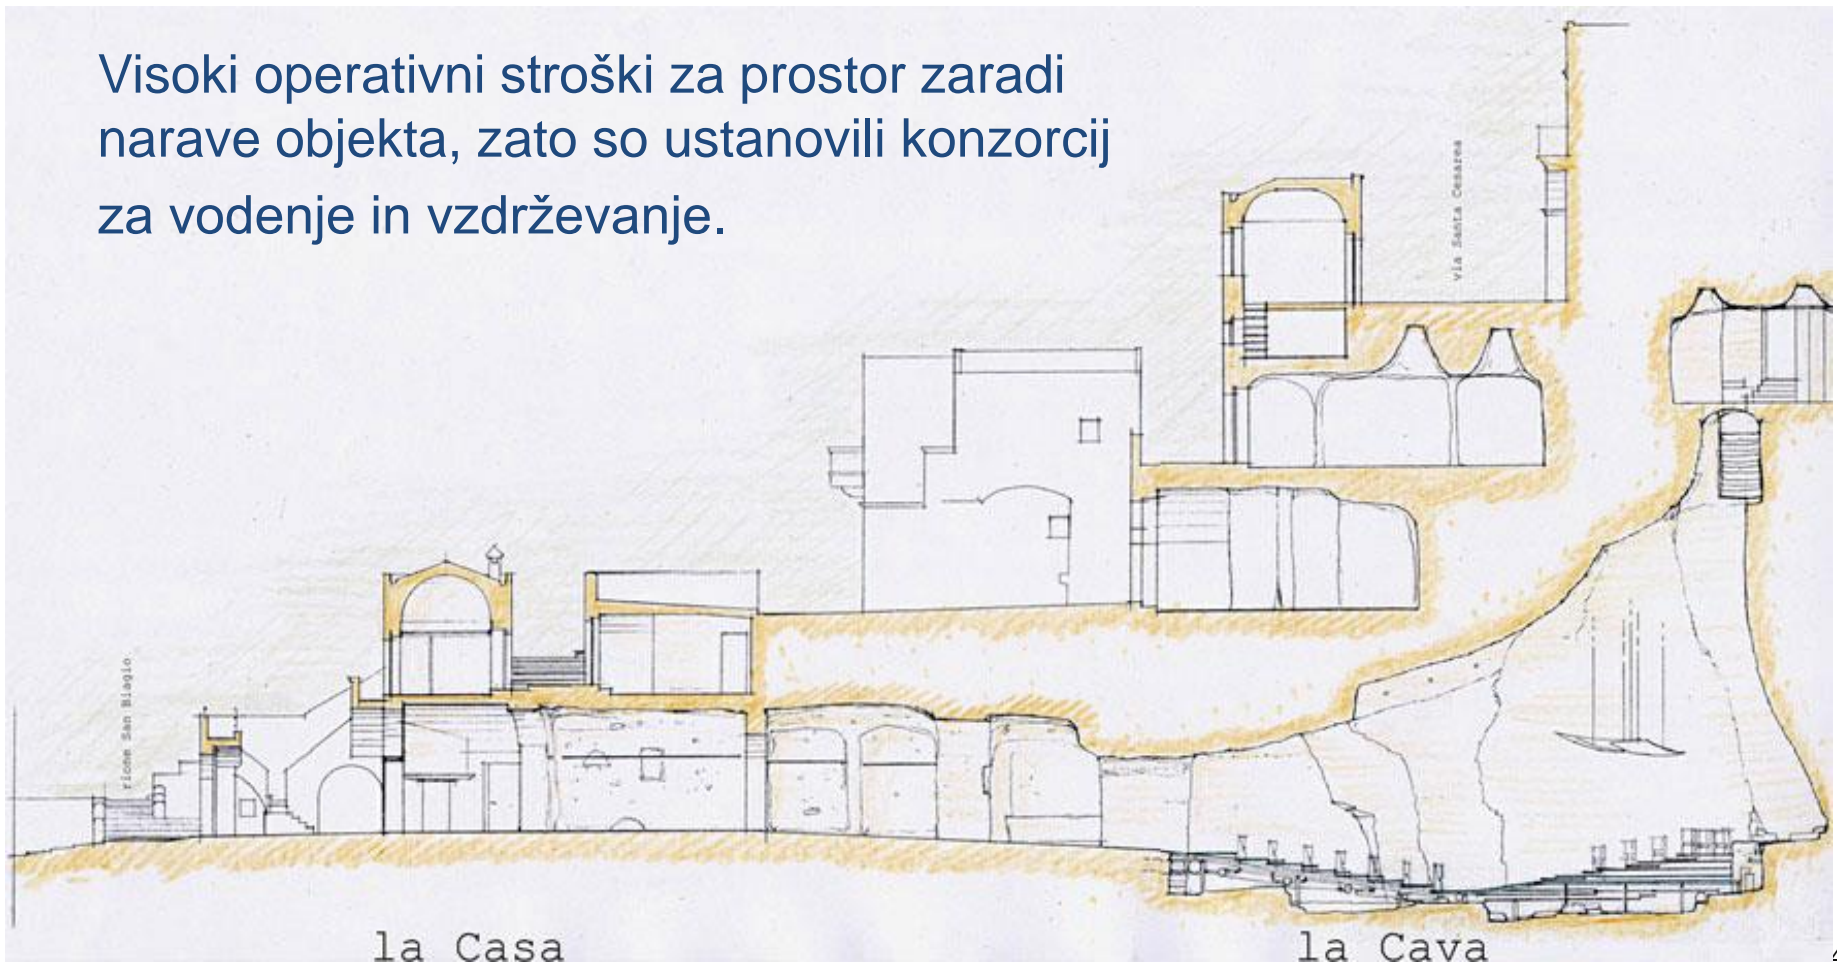 Visoki operativni stroški za prostor zaradi
narave objekta, zato so ustanovili konzorcij
za vodenje in vzdrževanje.
via Santa Cesarea
rione San Biagio
la Casa
la Cava